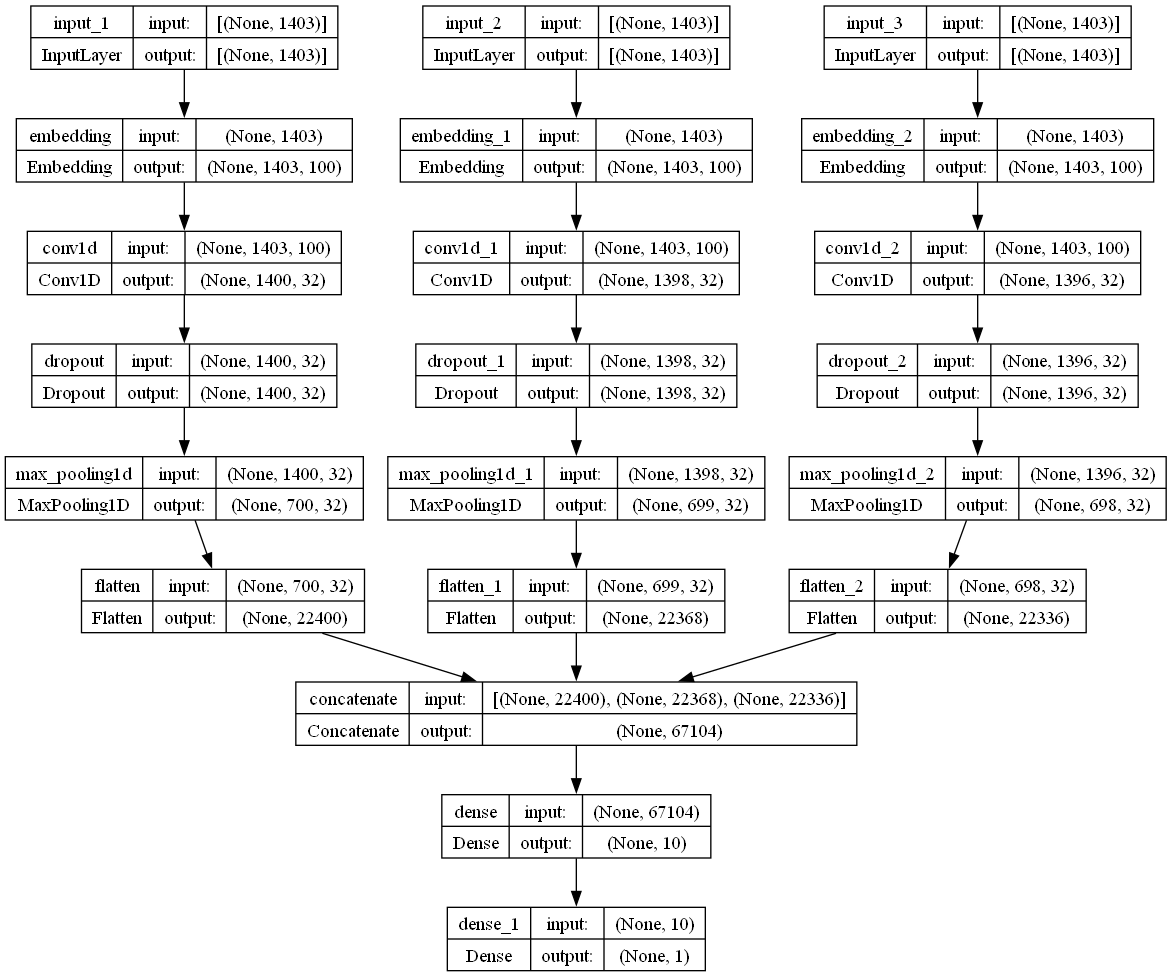 input_1 input: [(None, 1403)]
InputLayer output: [(None, 1403)]
input_2 input: [(None, 1403)]
InputLayer output: [(None, 1403)]
input_3 input: [(None, 1403)]
InputLayer output: [(None, 1403)]
embedding input: (None, 1403)
Embedding output: (None, 1403, 100)
embedding_1 input: (None, 1403)
Embedding output: (None, 1403, 100)
embedding_2 input: (None, 1403)
Embedding output: (None, 1403, 100)
conv1d input: (None, 1403, 100)
Conv1D output: (None, 1400, 32)
conv1d_1 input: (None, 1403, 100)
Conv1D output: (None, 1398, 32)
conv1d_2 input: (None, 1403, 100)
Conv1D output: (None, 1396, 32)
dropout input: (None, 1400, 32)
Dropout output: (None, 1400, 32)
dropout_1 input: (None, 1398, 32)
Dropout output: (None, 1398, 32)
dropout_2 input: (None, 1396, 32)
Dropout output: (None, 1396, 32)
max_pooling1d input: (None, 1400, 32)
MaxPooling1D output: (None, 700, 32)
max_pooling1d_1 input: (None, 1398, 32)
MaxPooling1D output: (None, 699, 32)
max_pooling1d_2 input: (None, 1396, 32)
MaxPooling1D output: (None, 698, 32)
flatten input: (None, 700, 32)
Flatten output: (None, 22400)
flatten_1 input: (None, 699, 32)
Flatten output: (None, 22368)
flatten_2 input: (None, 698, 32)
Flatten output: (None, 22336)
concatenate input: [(None, 22400), (None, 22368), (None, 22336)]
Concatenate output: (None, 67104)
dense input: (None, 67104)
Dense output: (None, 10)
dense_1 input: (None, 10)
Dense output: (None, 1)